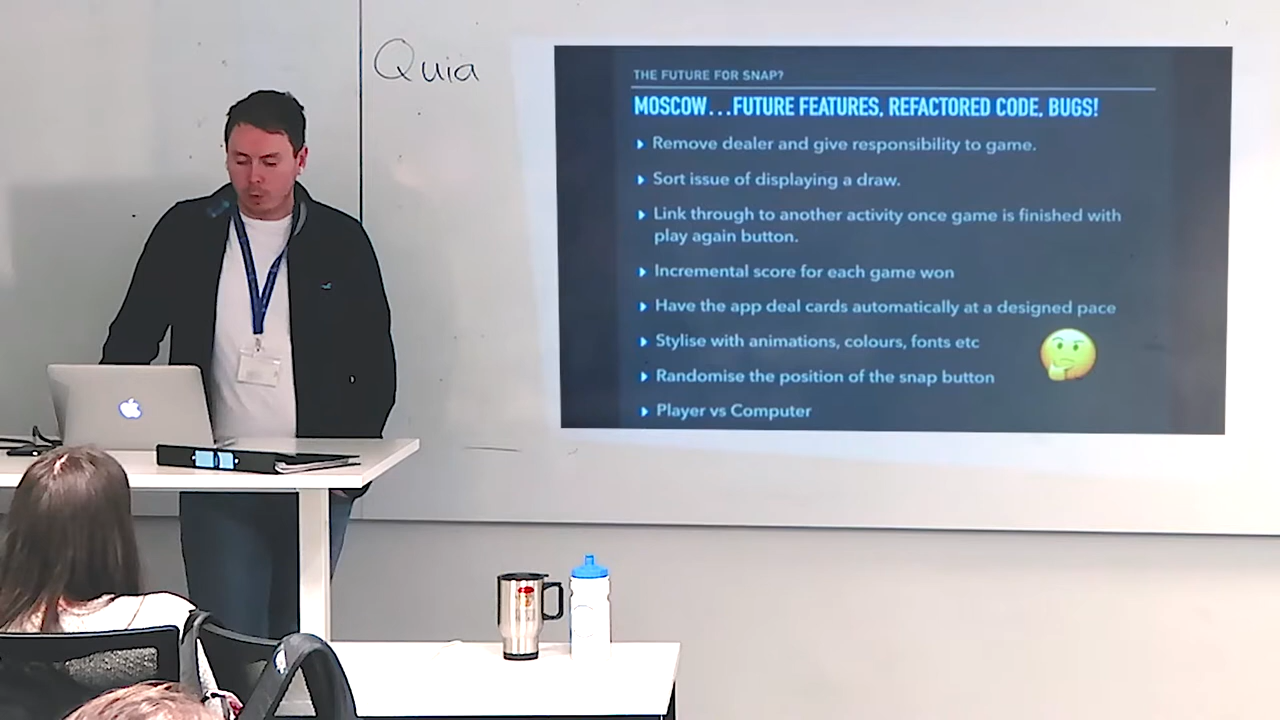 Quia
THE FUTURE FOR SNAP?
MOSCOW...FUTURE FEATURES, REFACTORED CODE, BUGS!
Remove dealer and give responsibility to game.
Sort issue of displaying a draw.
Link through to another activity once game is finished with
play again button.
Incremental score for each game won
Have the app deal cards automatically at a designed pace
Stylise with animations, colours, fonts etc
Randomise the position of the snap button
Player vs Computer